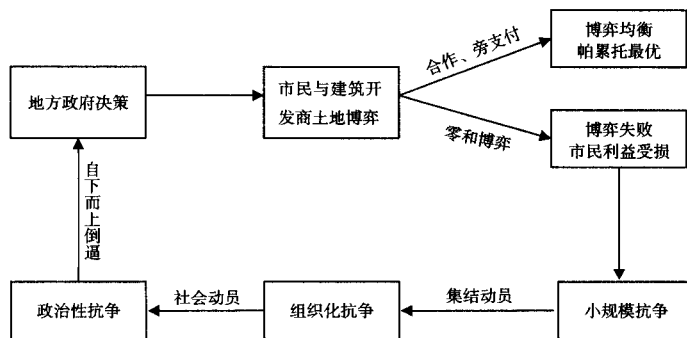 地方政府决策
市民与建筑开
发商土地博弈
合作、旁支付
博弈均衡
帕累托最优
零和博弈
博弈失败
市民利益受损
小规模抗争
集结动员
组织化抗争
社会动员
政治性抗争
自下而上倒逼